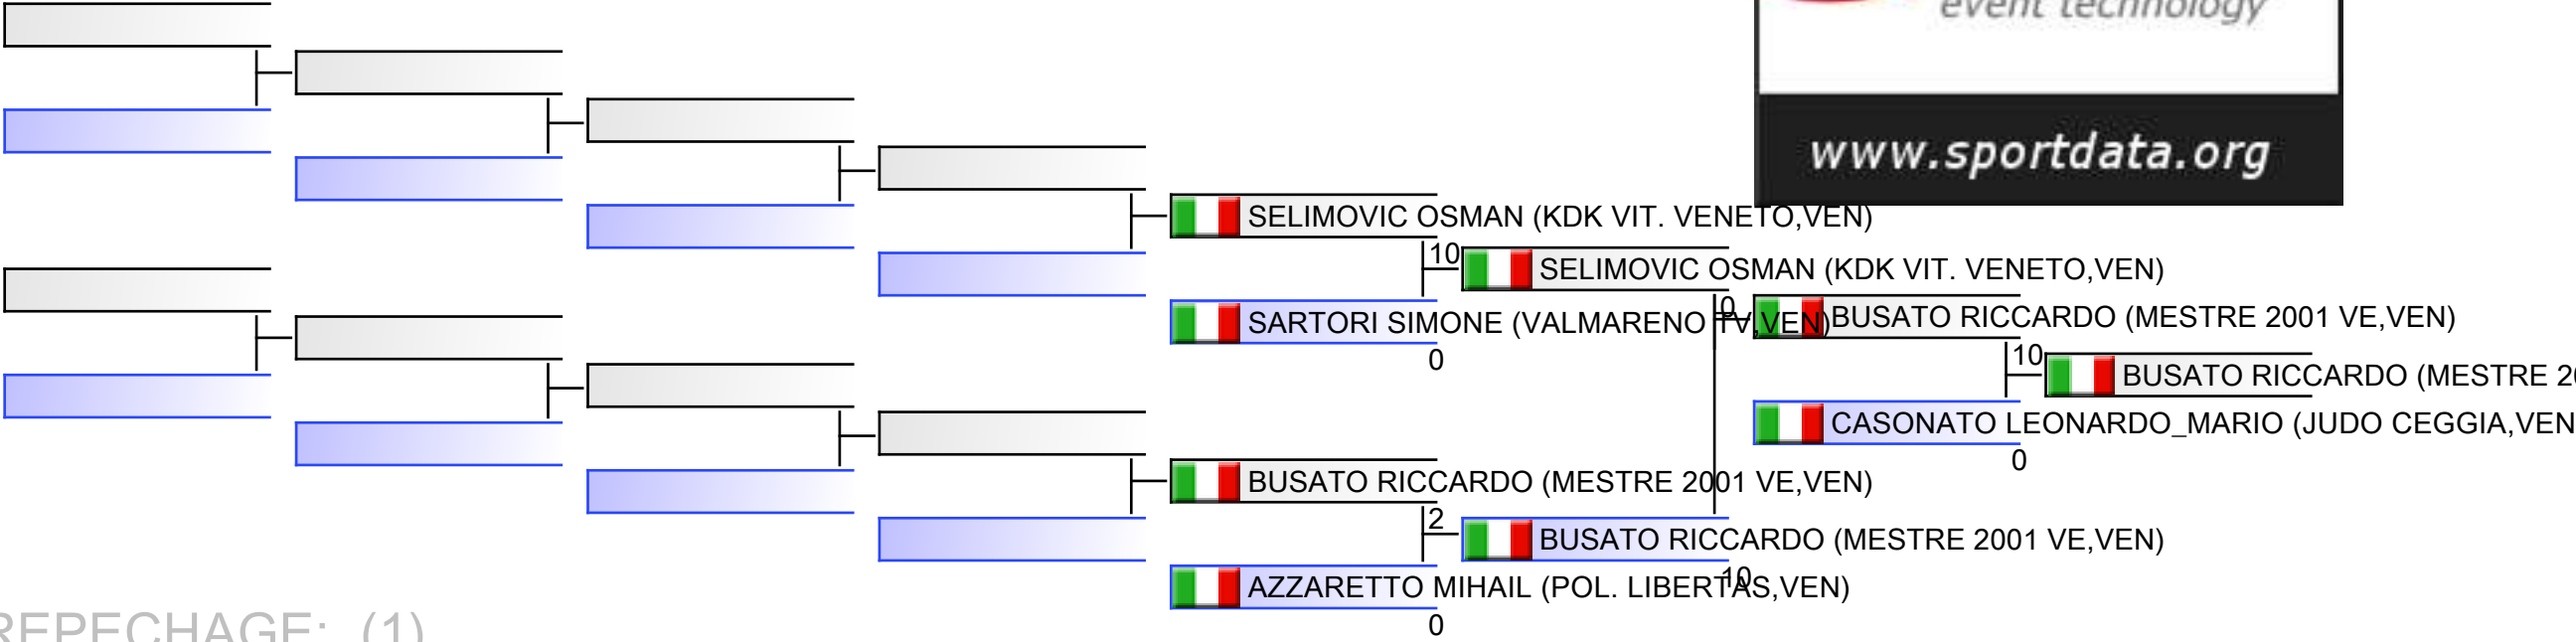 event technology
www.sportdata.org
SELIMOVIC OSMAN (KDK VIT. VENETO,VEN)
10
SELIMOVIC OSMAN (KDK VIT. VENETO,VEN)
0
SARTORI SIMONE (VALMARENO TV,VEN)
0
BUSATO RICCARDO (MESTRE 2001 VE,VEN)
10
BUSATO RICCARDO (MESTRE 20
CASONATO LEONARDO_MARIO (JUDO CEGGIA,VEN
0
BUSATO RICCARDO (MESTRE 2001 VE,VEN)
2
BUSATO RICCARDO (MESTRE 2001 VE,VEN)
10
AZZARETTO MIHAIL (POL. LIBERTAS,VEN)
0
REPECHAGE: (1)